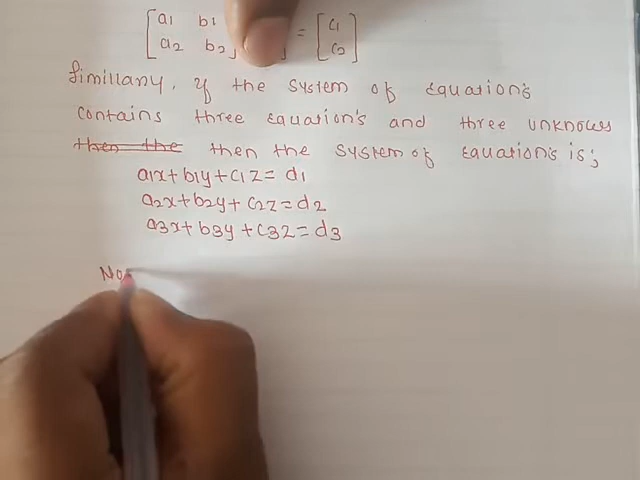 [a1 b1
a2 b2] = [c1
c2]
Simillary, if the system of Equation's
contains three Equation's and three unknows
then the then the system of Equation's is;
a1x+b1y+c1z=d1
a2x+b2y+c2z=d2
a3x+b3y+c3z=d3
No